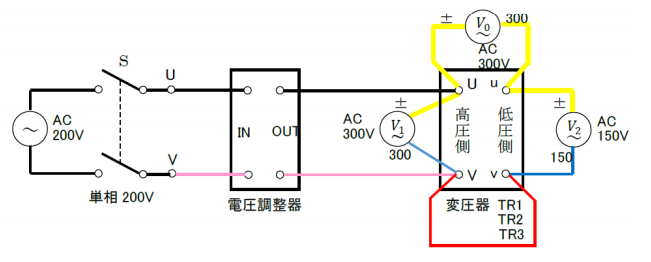 ± V₀ 300
AC
300V
S
U
AC
200V
V
単相 200V
IN OUT
電圧調整器
±
AC
300V
V₁
300
U u
高圧側
低圧側
V v
変圧器 TR1
TR2
TR3
±
V₂
AC
150V
150